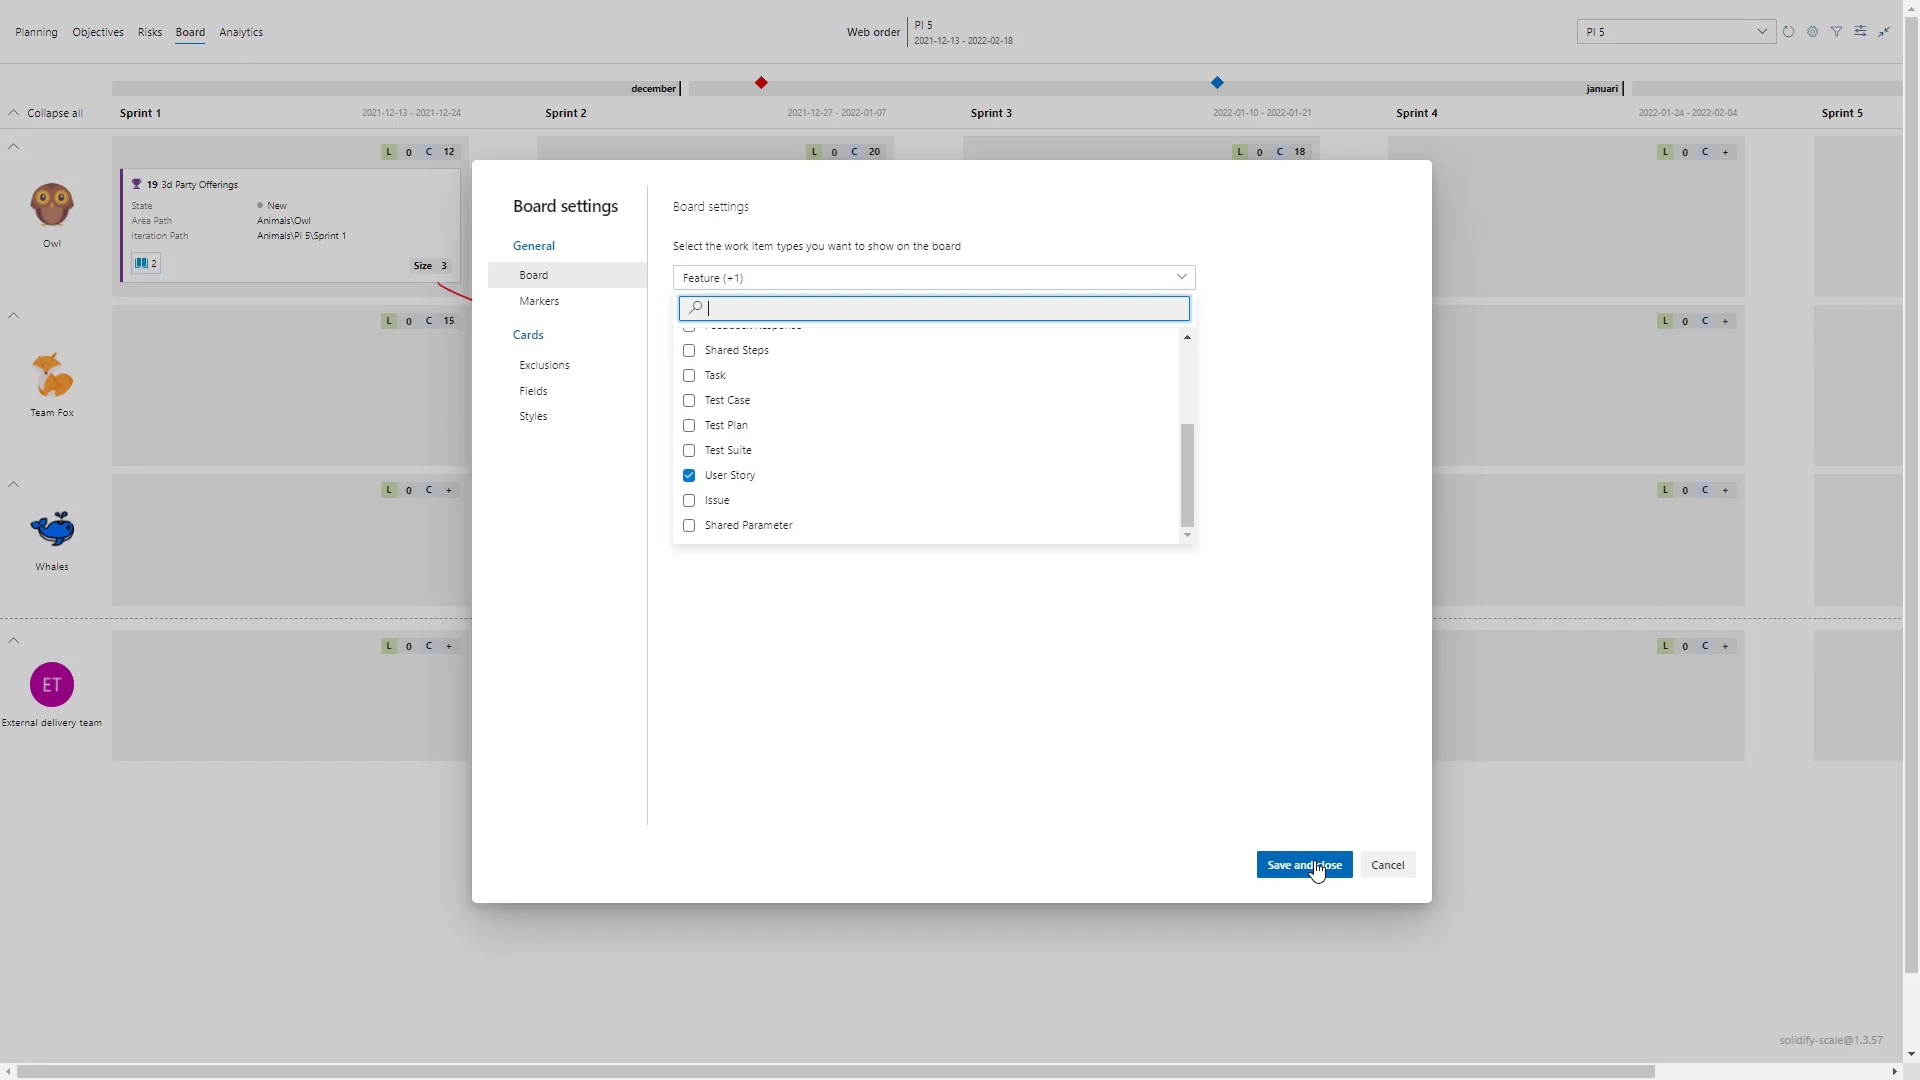 Planning Objectives Risks Board Analytics
Web order
PI 5
2021-12-13 - 2022-02-18
PI 5
december
januari
Collapse all
Sprint 1 2021-12-13 - 2021-12-24
Sprint 2 2021-12-27 - 2022-01-07
Sprint 3 2022-01-10 - 2022-01-21
Sprint 4 2022-01-24 - 2022-02-04
Sprint 5
L 0 C 12
L 0 C 20
L 0 C 18
L 0 C +
Owl
19 3d Party Offerings
State New
Area Path Animals\Owl
Iteration Path Animals\PI 5\Sprint 1
2
Size 3
L 0 C 15
L 0 C +
Team Fox
L 0 C +
L 0 C +
Whales
L 0 C +
L 0 C +
ET
External delivery team
Board settings
General
Board
Markers
Cards
Exclusions
Fields
Styles
Board settings
Select the work item types you want to show on the board
Feature (+1)
Feedback Response
Shared Steps
Task
Test Case
Test Plan
Test Suite
User Story
Issue
Shared Parameter
Save and close
Cancel
solidify-scale@1.3.57